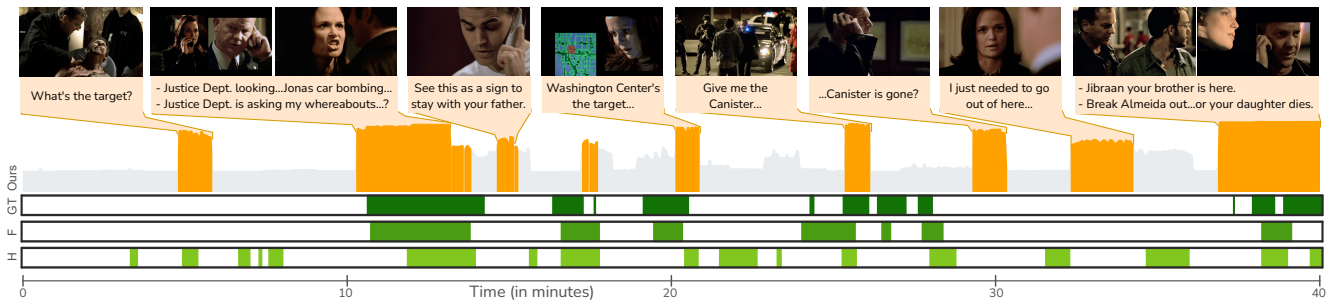 What's the target?
- Justice Dept. looking...Jonas car bombing...
- Justice Dept. is asking my whereabouts...?
See this as a sign to
stay with your father.
Washington Center's
the target...
Give me the
Canister...
...Canister is gone?
I just needed to go
out of here...
- Jibraan your brother is here.
- Break Almeida out...or your daughter dies.
Ours
GT
F
H
0
10
Time (in minutes)
20
30
40